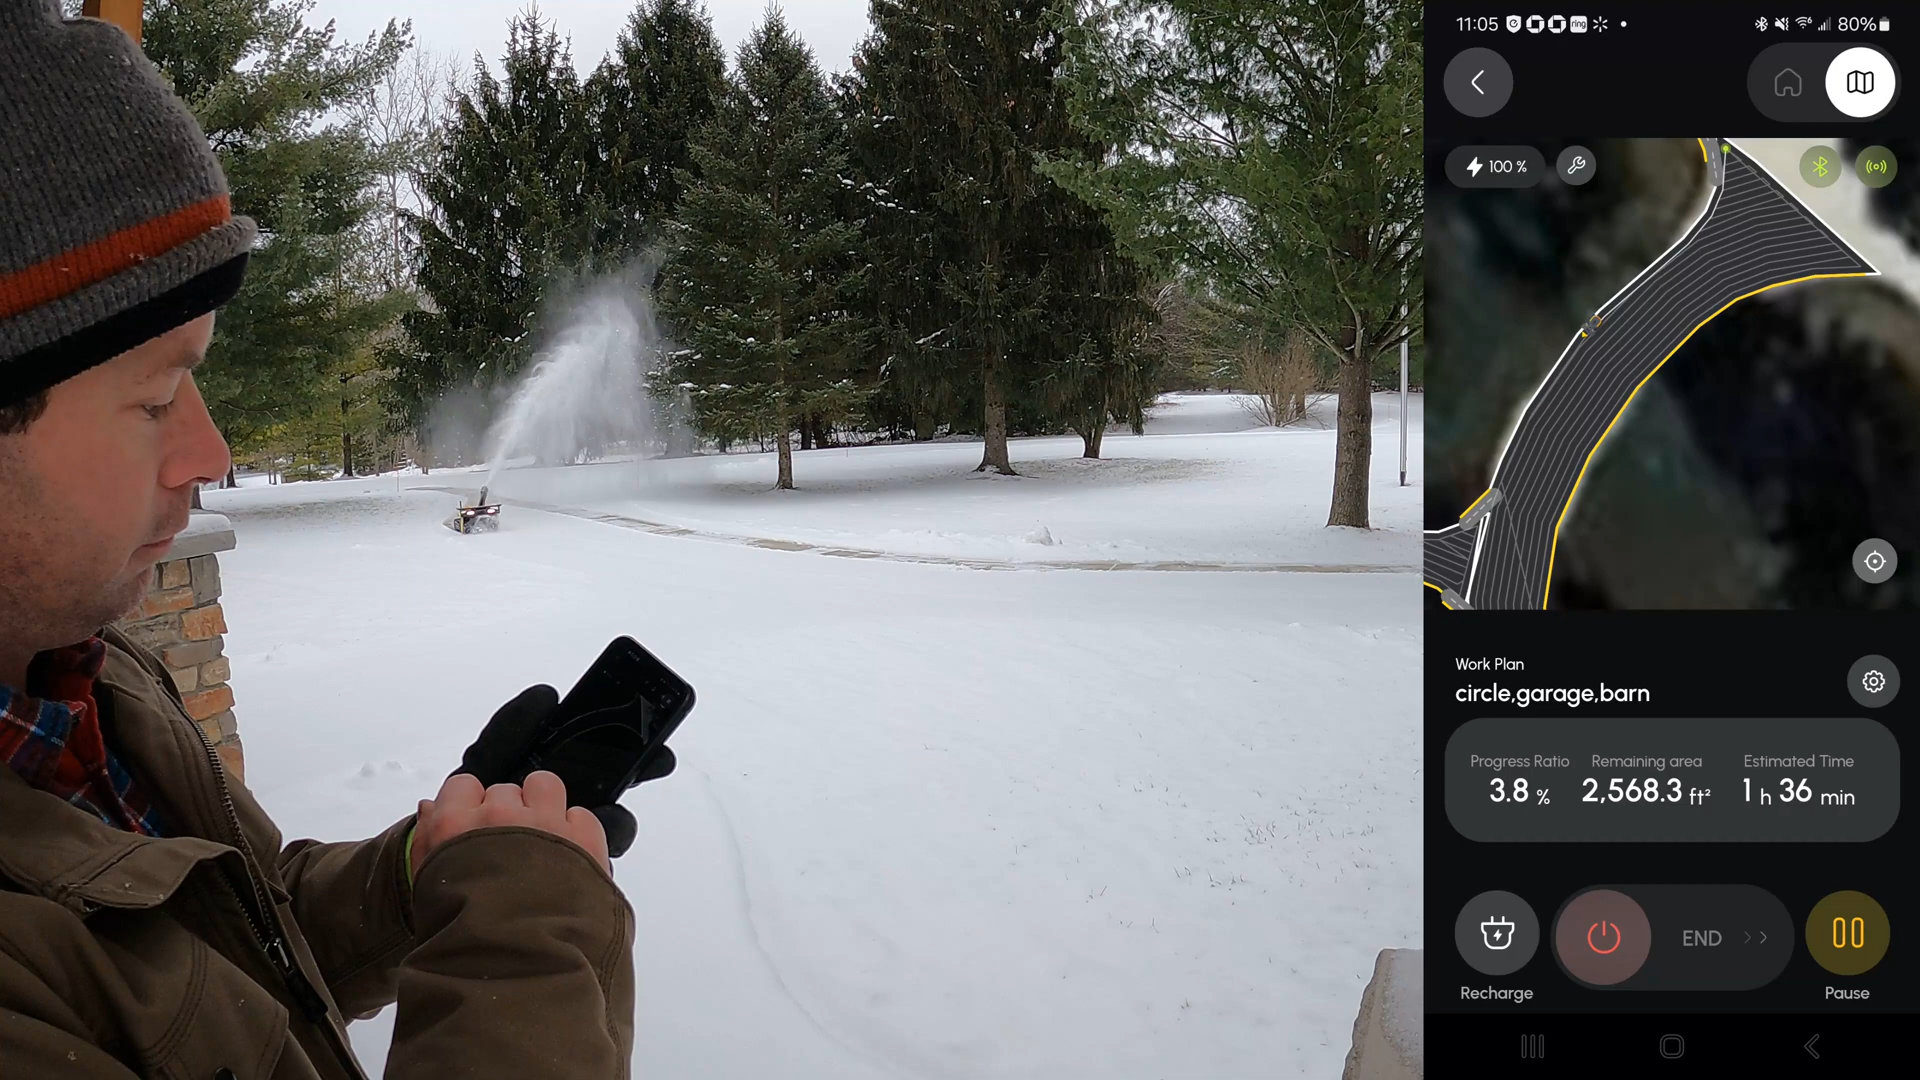 11:05
ring
80%
100 %
Work Plan
circle,garage,barn
Progress Ratio Remaining area Estimated Time
3.8 % 2,568.3 ft² 1 h 36 min
END
Recharge
Pause